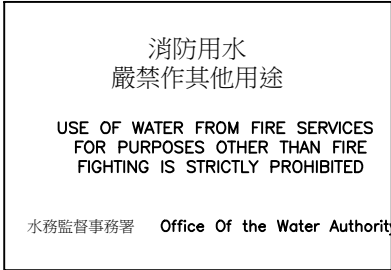 消防用水
嚴禁作其他用途
USE OF WATER FROM FIRE SERVICES
FOR PURPOSES OTHER THAN FIRE
FIGHTING IS STRICTLY PROHIBITED
水務監督事務署 Office Of the Water Authority